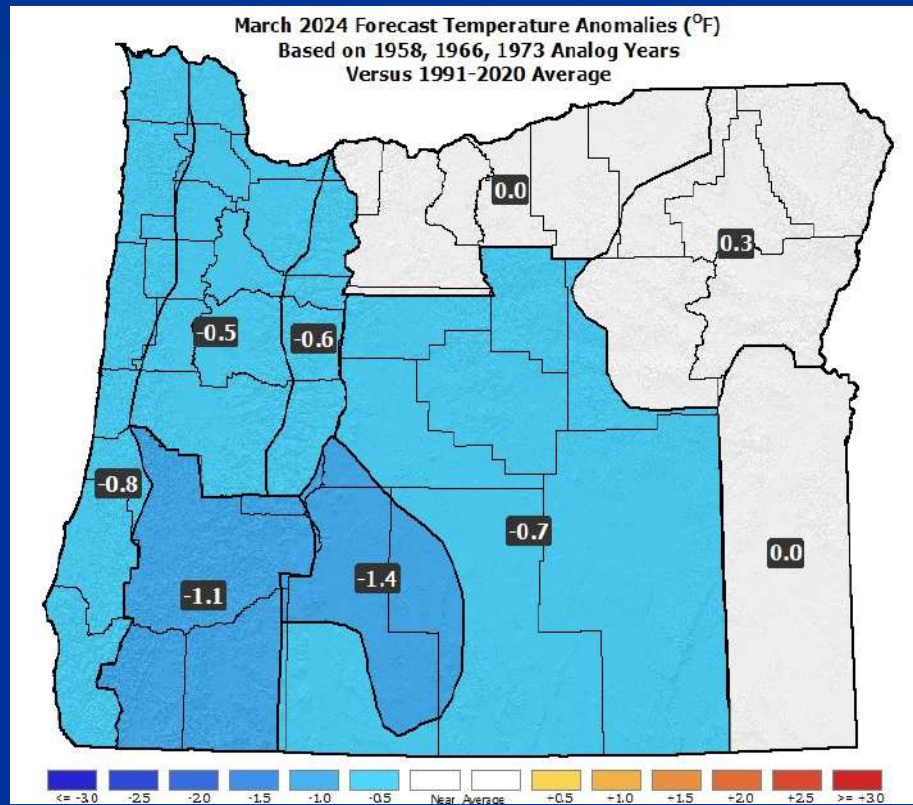 March 2024 Forecast Temperature Anomalies (°F)
Based on 1958, 1966, 1973 Analog Years
Versus 1991-2020 Average
0.0
0.3
-0.5
-0.6
-0.8
-0.7
0.0
-1.4
-1.1
<= -3.0 -2.5 -2.0 -1.5 -1.0 -0.5 Near Average +0.5 +1.0 +1.5 +2.0 +2.5 >= +3.0